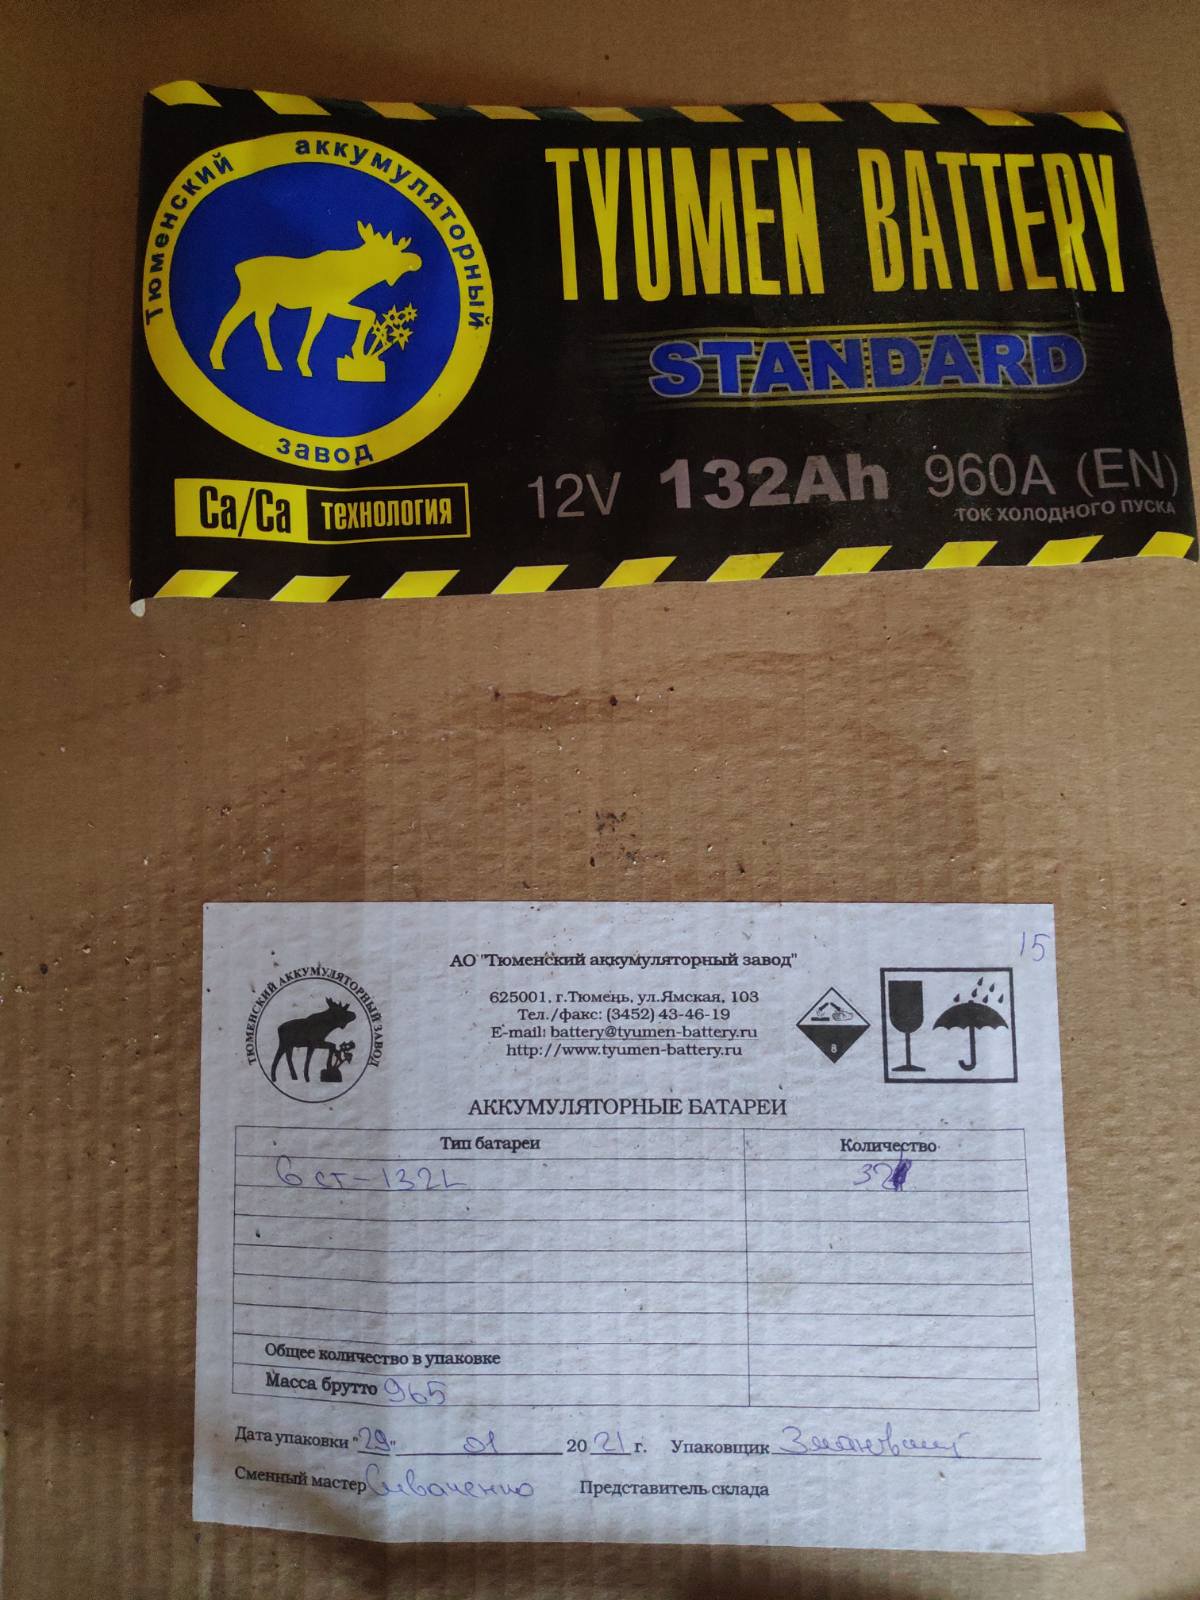 Тюменский аккумуляторный завод
TYUMEN BATTERY
STANDARD
Ca/Ca технология
12V 132Ah 960A (EN)
ТОК ХОЛОДНОГО ПУСКА
15
ТЮМЕНСКИЙ АККУМУЛЯТОРНЫЙ ЗАВОД
АО "Тюменский аккумуляторный завод"
625001, г.Тюмень, ул.Ямская, 103
Тел./факс: (3452) 43-46-19
E-mail: battery@tyumen-battery.ru
http://www.tyumen-battery.ru
8
АККУМУЛЯТОРНЫЕ БАТАРЕИ
Тип батареи Количество
6 ст-132L 32
Общее количество в упаковке
Масса брутто 965
Дата упаковки "29" 01 2021 г. Упаковщик
Сменный мастер Представитель склада